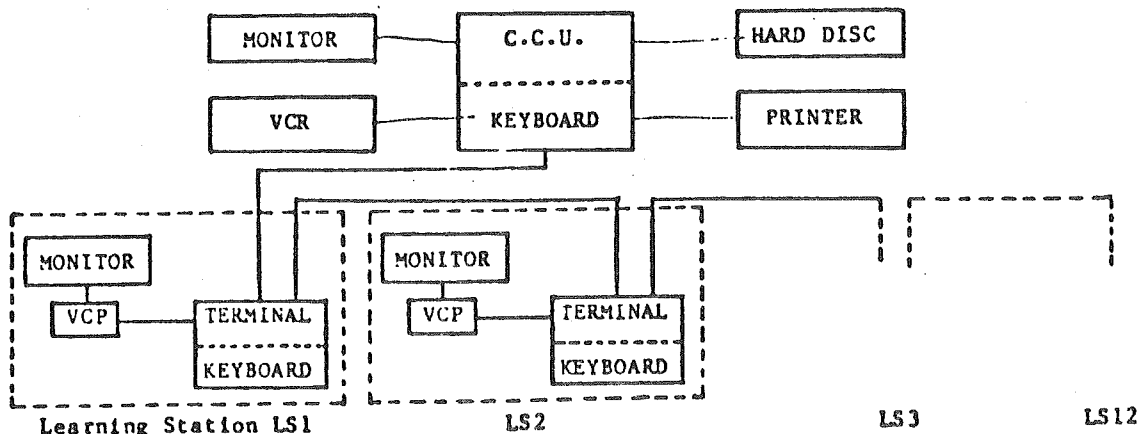 MONITOR
C.C.U.
HARD DISC
VCR
KEYBOARD
PRINTER
MONITOR
VCP
TERMINAL
KEYBOARD
MONITOR
VCP
TERMINAL
KEYBOARD
Learning Station LS1
LS2
LS3
LS12